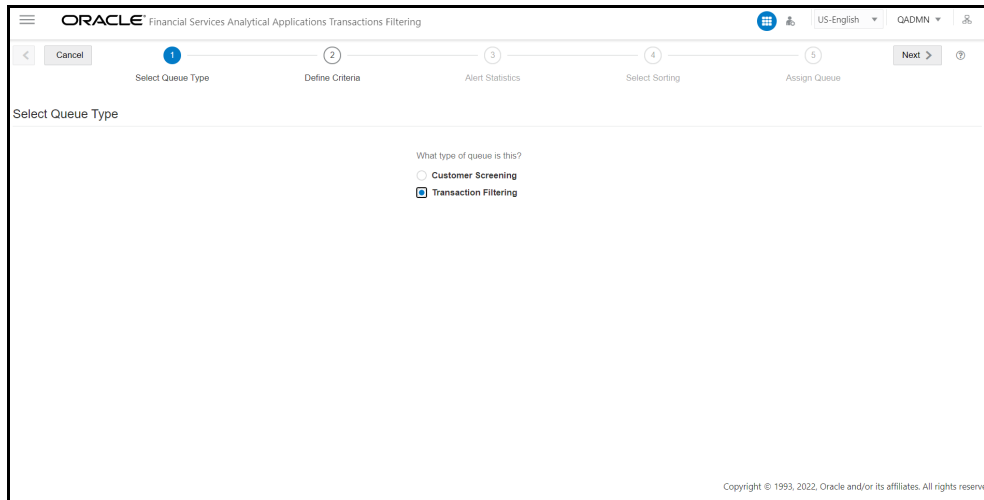 ORACLE® Financial Services Analytical Applications Transactions Filtering
US-English
QADMN
Cancel
1
2
3
4
5
Next
Select Queue Type
Define Criteria
Alert Statistics
Select Sorting
Assign Queue
Select Queue Type
What type of queue is this?
Customer Screening
Transaction Filtering
Copyright © 1993, 2022, Oracle and/or its affiliates. All rights reserve